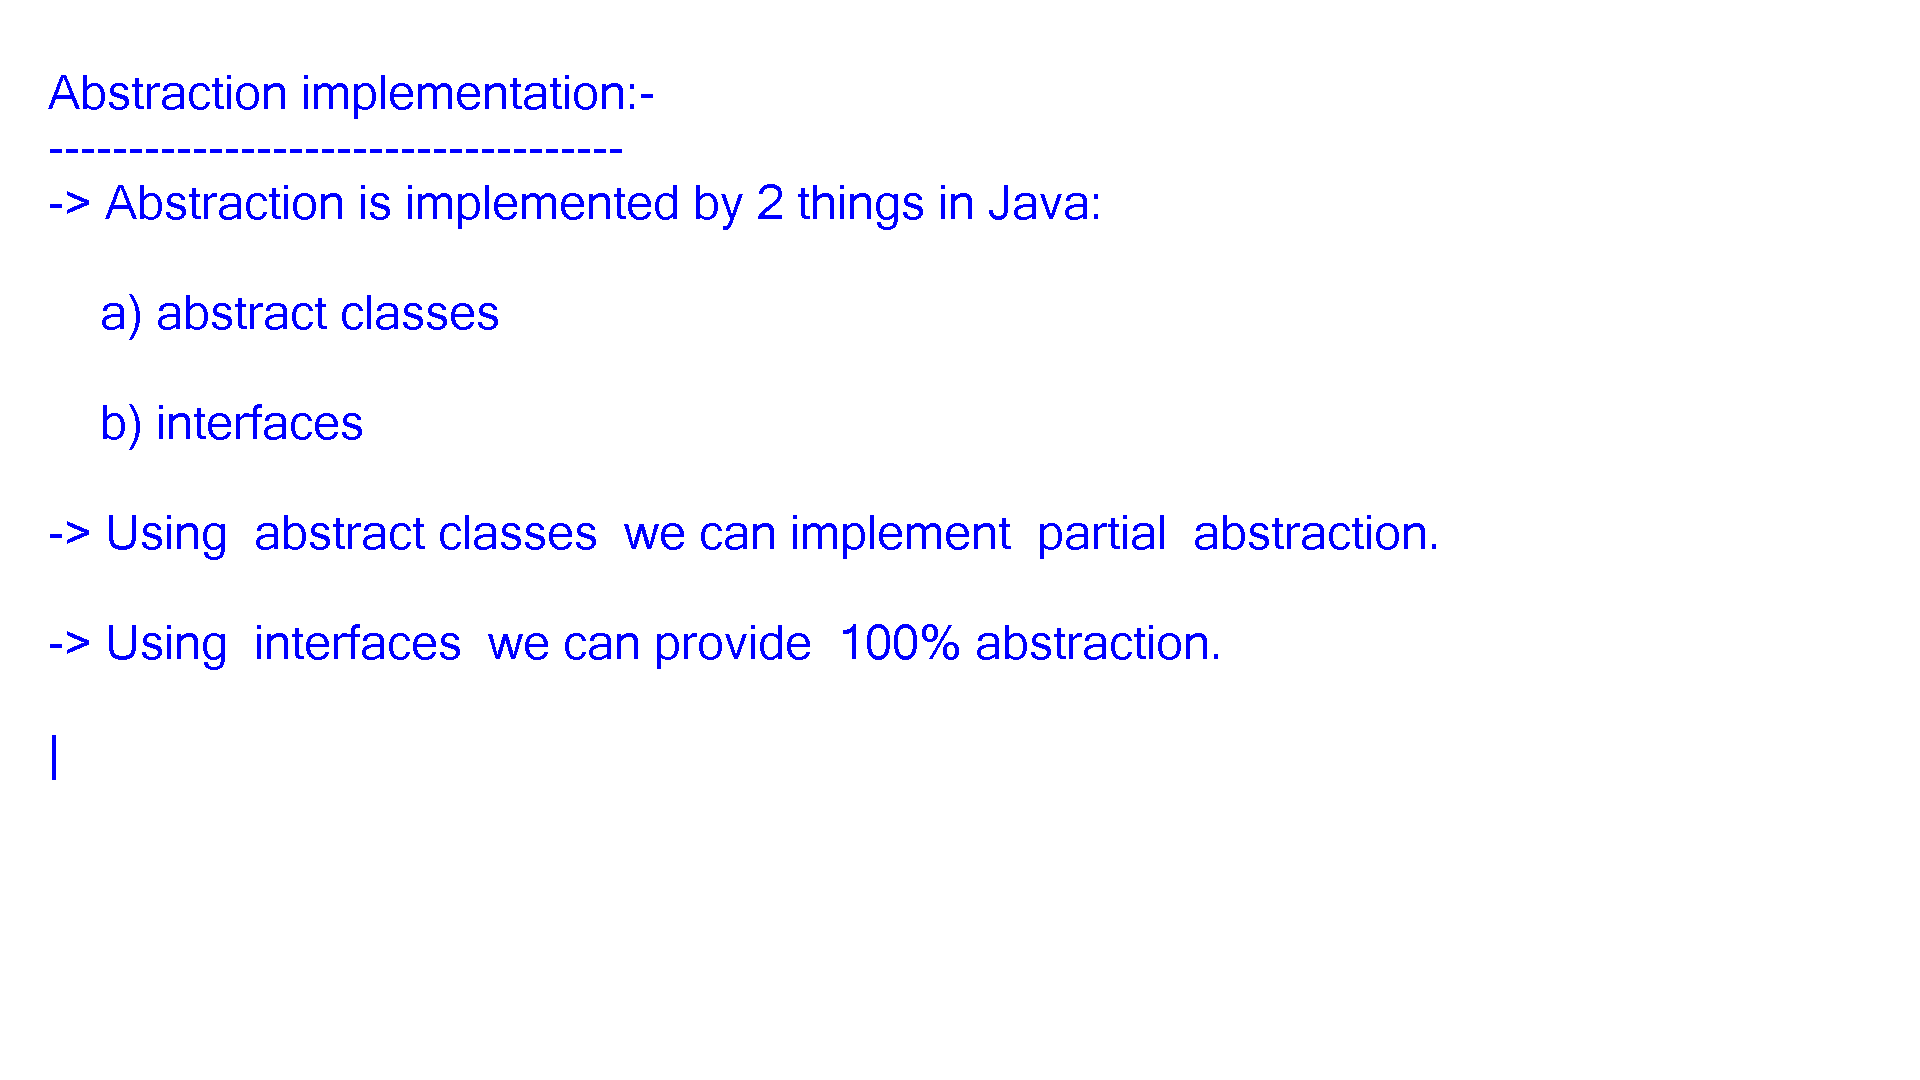 Abstraction implementation:-
------------------------------------
-> Abstraction is implemented by 2 things in Java:
a) abstract classes
b) interfaces
-> Using  abstract classes  we can implement  partial  abstraction.
-> Using  interfaces  we can provide  100% abstraction.